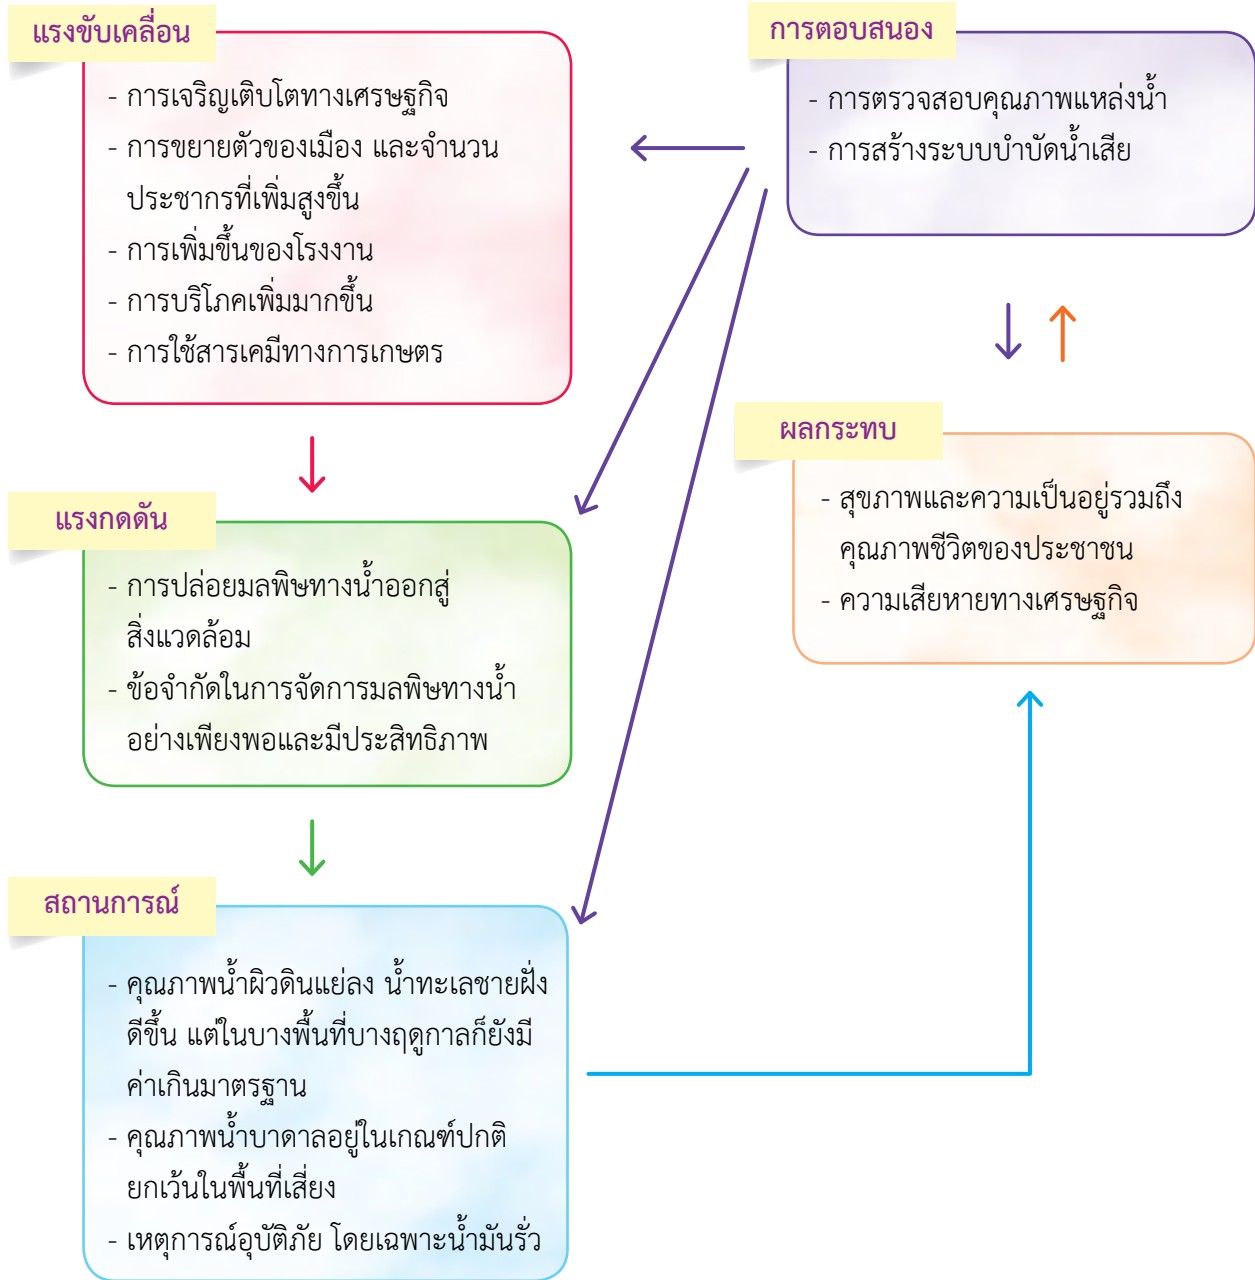 แรงขับเคลื่อน
- การเจริญเติบโตทางเศรษฐกิจ
- การขยายตัวของเมือง และจำนวน
ประชากรที่เพิ่มสูงขึ้น
- การเพิ่มขึ้นของโรงงาน
- การบริโภคเพิ่มมากขึ้น
- การใช้สารเคมีทางการเกษตร
แรงกดดัน
- การปล่อยมลพิษทางน้ำออกสู่
สิ่งแวดล้อม
- ข้อจำกัดในการจัดการมลพิษทางน้ำ
อย่างเพียงพอและมีประสิทธิภาพ
สถานการณ์
- คุณภาพน้ำผิวดินแย่ลง น้ำทะเลชายฝั่ง
ดีขึ้น แต่ในบางพื้นที่บางฤดูกาลก็ยังมี
ค่าเกินมาตรฐาน
- คุณภาพน้ำบาดาลอยู่ในเกณฑ์ปกติ
ยกเว้นในพื้นที่เสี่ยง
- เหตุการณ์อุบัติภัย โดยเฉพาะน้ำมันรั่ว
การตอบสนอง
- การตรวจสอบคุณภาพแหล่งน้ำ
- การสร้างระบบบำบัดน้ำเสีย
ผลกระทบ
- สุขภาพและความเป็นอยู่รวมถึง
คุณภาพชีวิตของประชาชน
- ความเสียหายทางเศรษฐกิจ